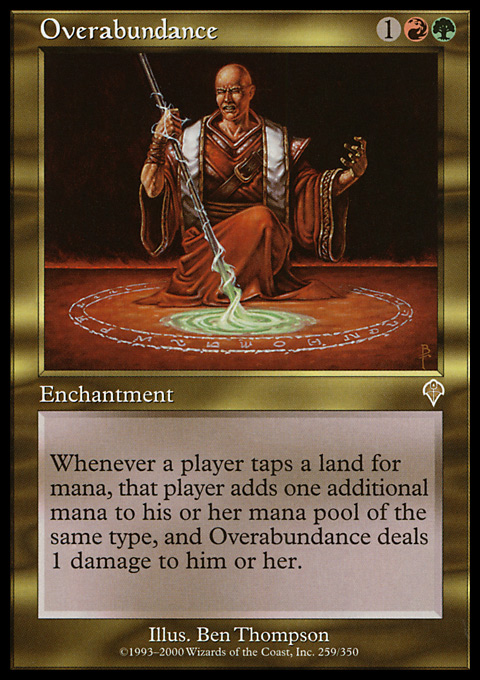 Overabundance 1
Enchantment
Whenever a player taps a land for
mana, that player adds one additional
mana to his or her mana pool of the
same type, and Overabundance deals
1 damage to him or her.
Illus. Ben Thompson
©1993–2000 Wizards of the Coast, Inc. 259/350